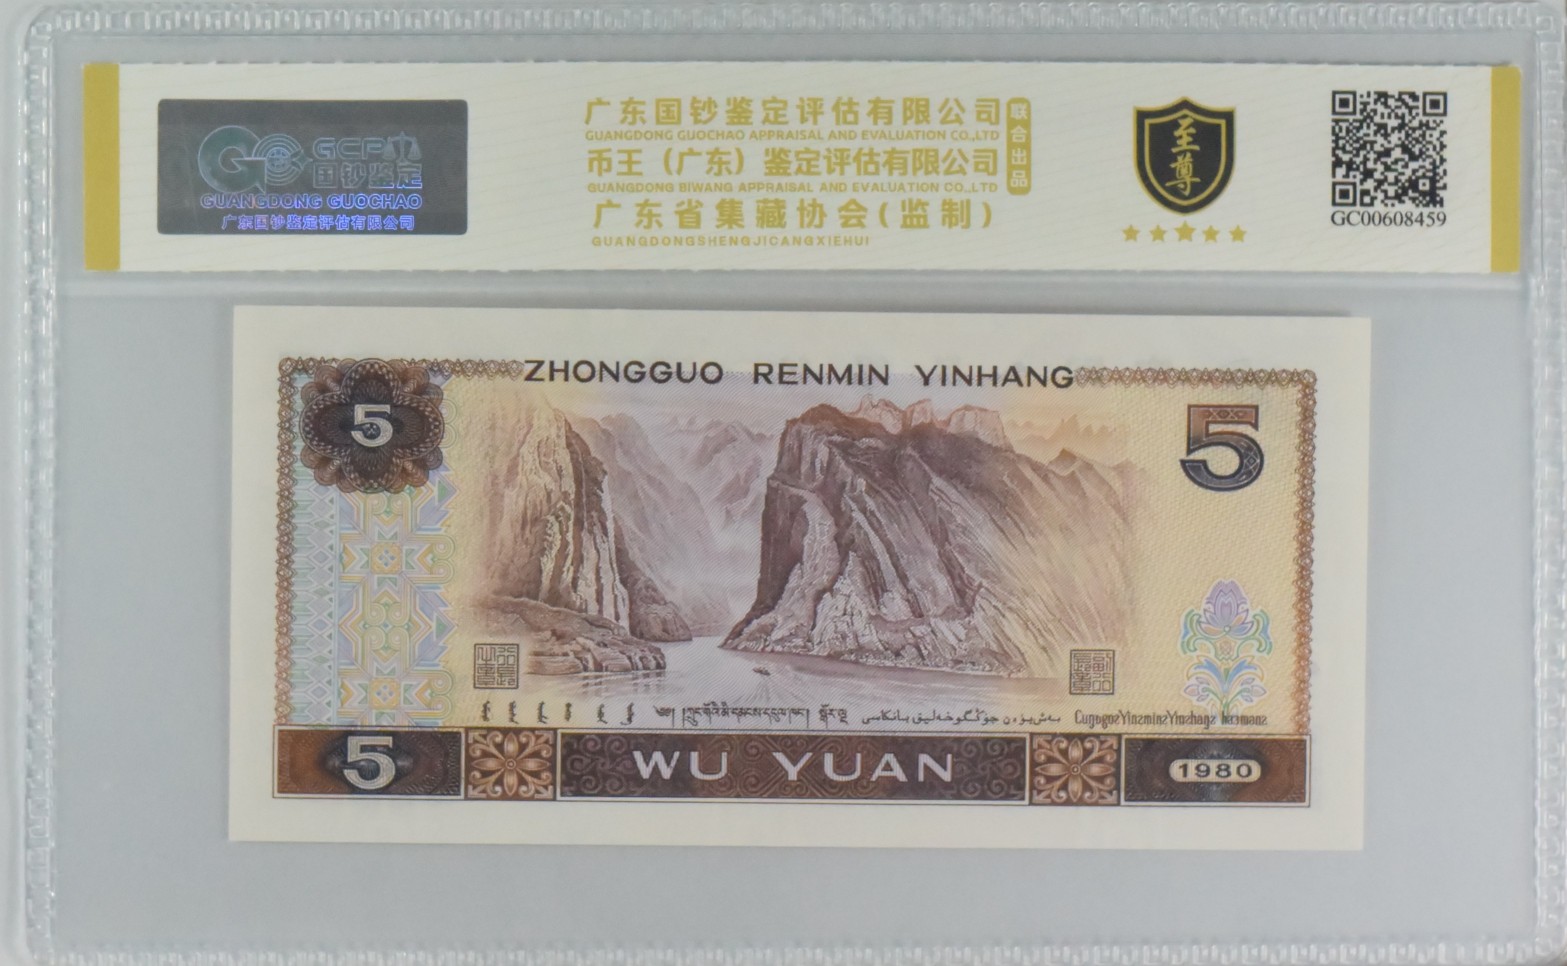 GCP
国钞鉴定
GUANGDONG GUOCHAO
广东国钞鉴定评估有限公司
广东国钞鉴定评估有限公司
GUANGDONG GUOCHAO APPRAISAL AND EVALUATION CO.,LTD
币王（广东）鉴定评估有限公司
GUANGDONG BIWANG APPRAISAL AND EVALUATION CO.,LTD
广东省集藏协会(监制)
GUANGDONGSHENGJICANGXIEHUI
联合出品
至尊
GC00608459
ZHONGGUO RENMIN YINHANG
5
5
5
WU YUAN
1980